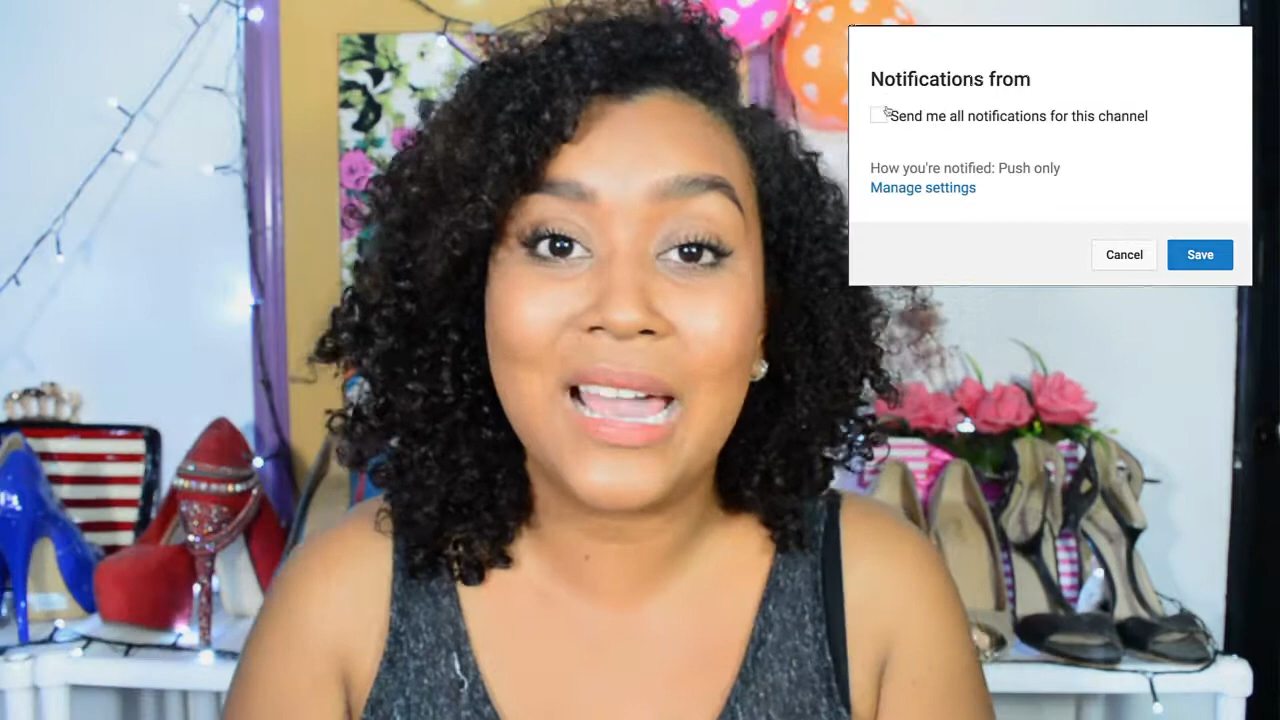 Notifications from
Send me all notifications for this channel
How you're notified: Push only
Manage settings
Cancel
Save